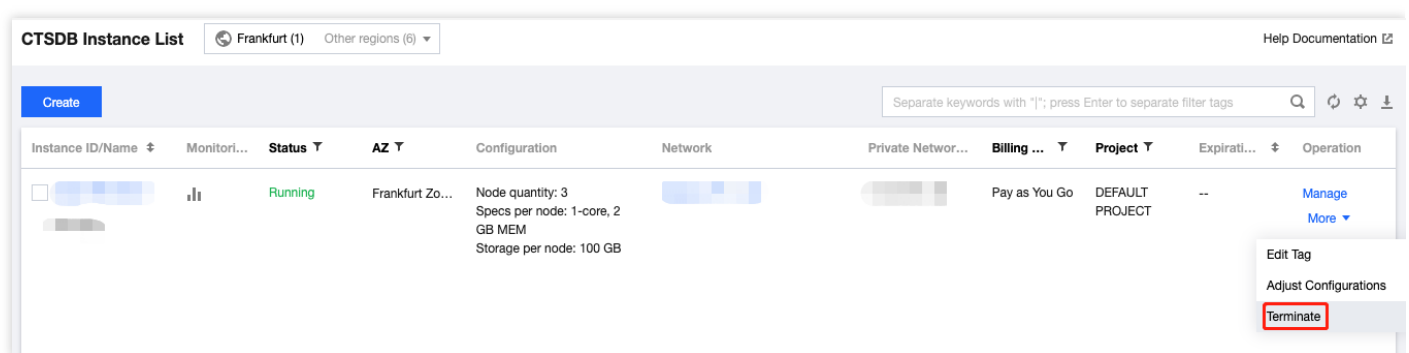 CTSDB Instance List
Frankfurt (1) Other regions (6)
Help Documentation
Create
Separate keywords with "|"; press Enter to separate filter tags
Instance ID/Name Monitori... Status AZ Configuration Network Private Networ... Billing ... Project Expirati... Operation
Running Frankfurt Zo... Node quantity: 3 Pay as You Go DEFAULT -- Manage
Specs per node: 1-core, 2 PROJECT More
GB MEM
Storage per node: 100 GB
Edit Tag
Adjust Configurations
Terminate